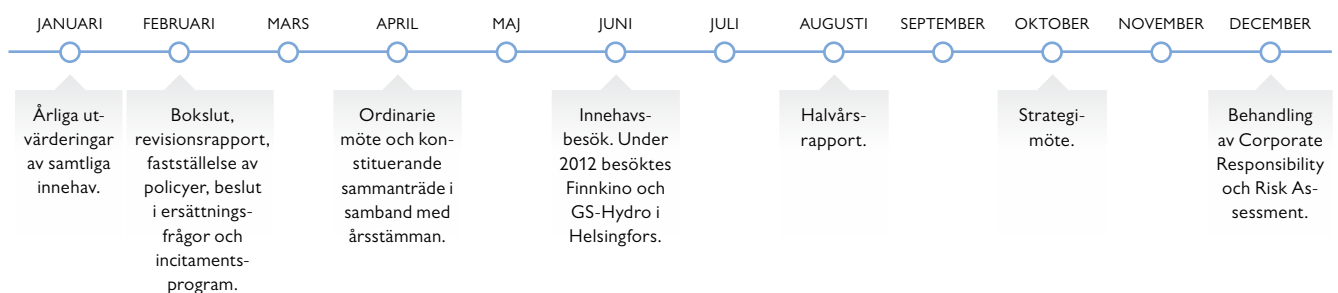 JANUARI
FEBRUARI
MARS
APRIL
MAJ
JUNI
JULI
AUGUSTI
SEPTEMBER
OKTOBER
NOVEMBER
DECEMBER
Årliga ut-
värderingar
av samtliga
innehav.
Bokslut,
revisionsrapport,
fastställelse av
policyer, beslut
i ersättnings-
frågor och
incitaments-
program.
Ordinarie
möte och kon-
stituerande
sammanträde i
samband med
årsstämman.
Innehavs-
besök. Under
2012 besöktes
Finnkino och
GS-Hydro i
Helsingfors.
Halvårs-
rapport.
Strategi-
möte.
Behandling
av Corporate
Responsibility
och Risk As-
sessment.